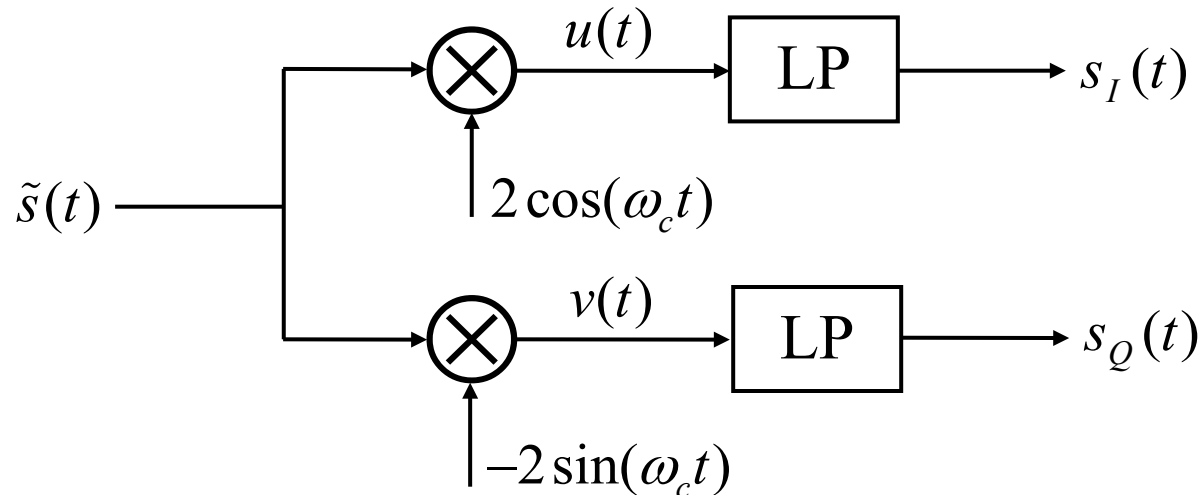 u(t)
LP
s_I(t)
s̃(t)
2cos(ω_c t)
v(t)
LP
s_Q(t)
−2sin(ω_c t)